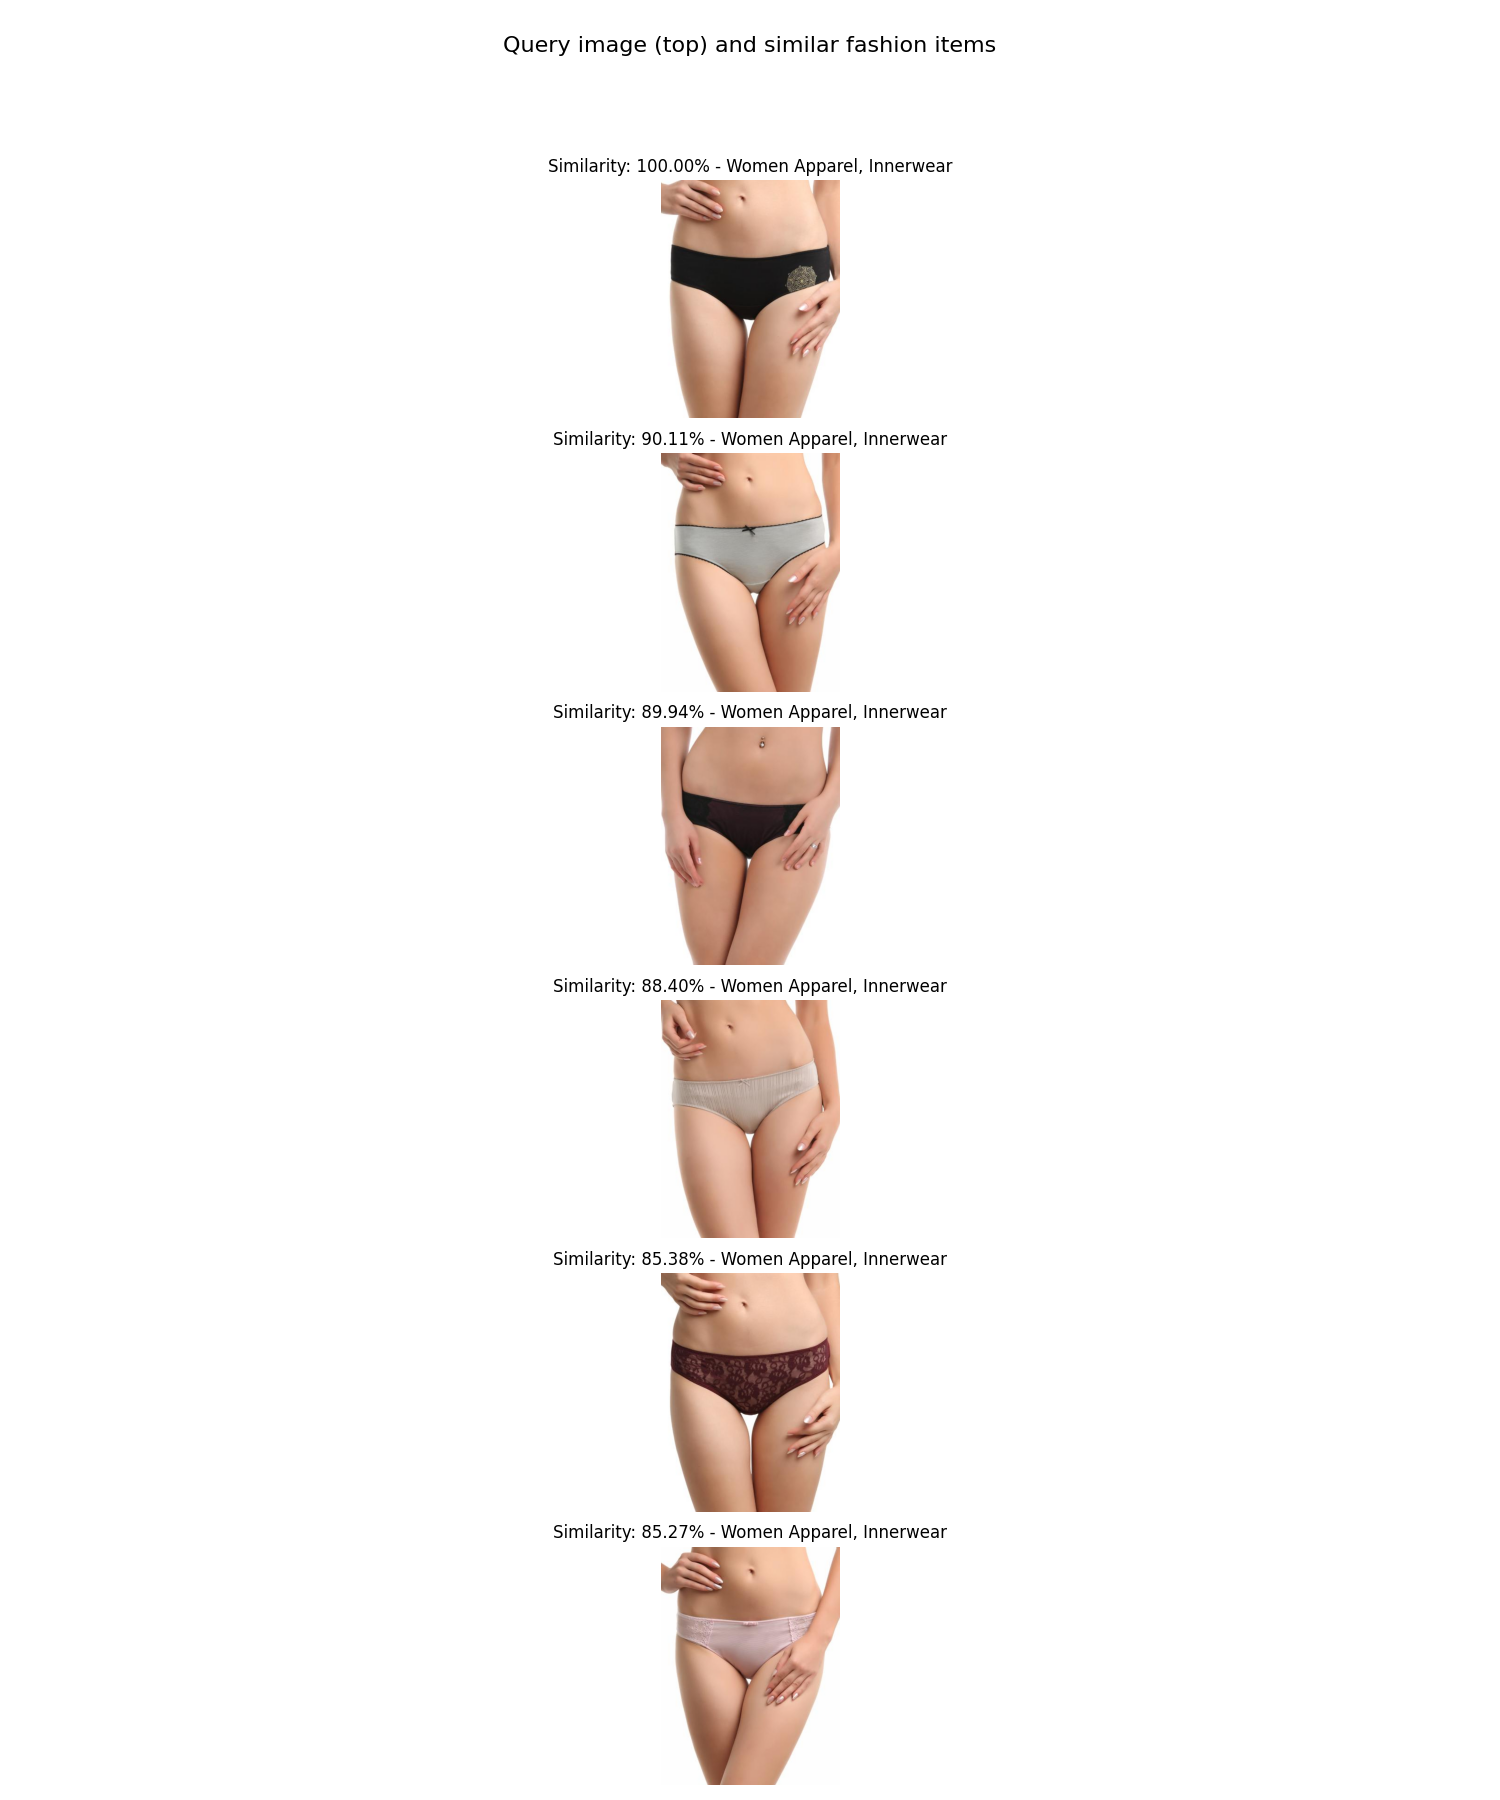 Query image (top) and similar fashion items
Similarity: 100.00% - Women Apparel, Innerwear
Similarity: 90.11% - Women Apparel, Innerwear
Similarity: 89.94% - Women Apparel, Innerwear
Similarity: 88.40% - Women Apparel, Innerwear
Similarity: 85.38% - Women Apparel, Innerwear
Similarity: 85.27% - Women Apparel, Innerwear